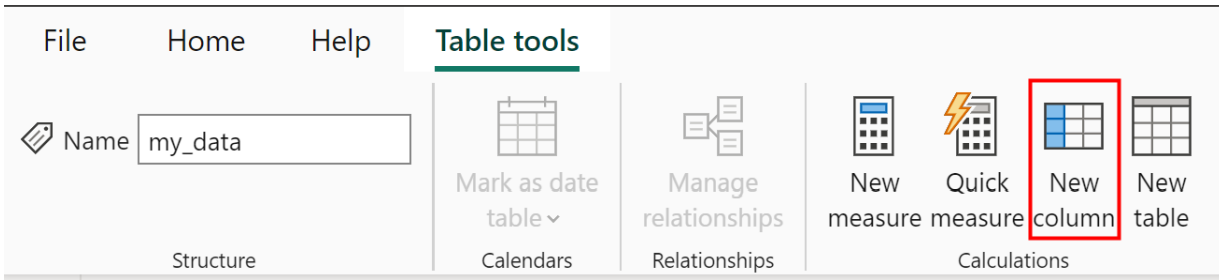 File Home Help Table tools
Name my_data
Mark as date
table
Manage
relationships
New
measure
Quick
measure
New
column
New
table
Structure Calendars Relationships Calculations